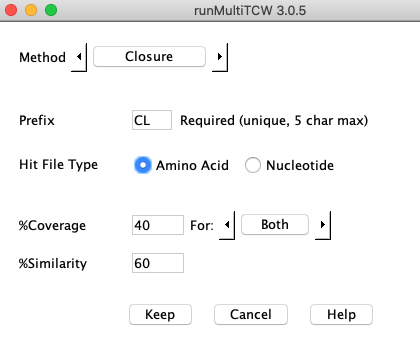 runMultiTCW 3.0.5
Method Closure
Prefix CL Required (unique, 5 char max)
Hit File Type Amino Acid Nucleotide
%Coverage 40 For: Both
%Similarity 60
Keep Cancel Help